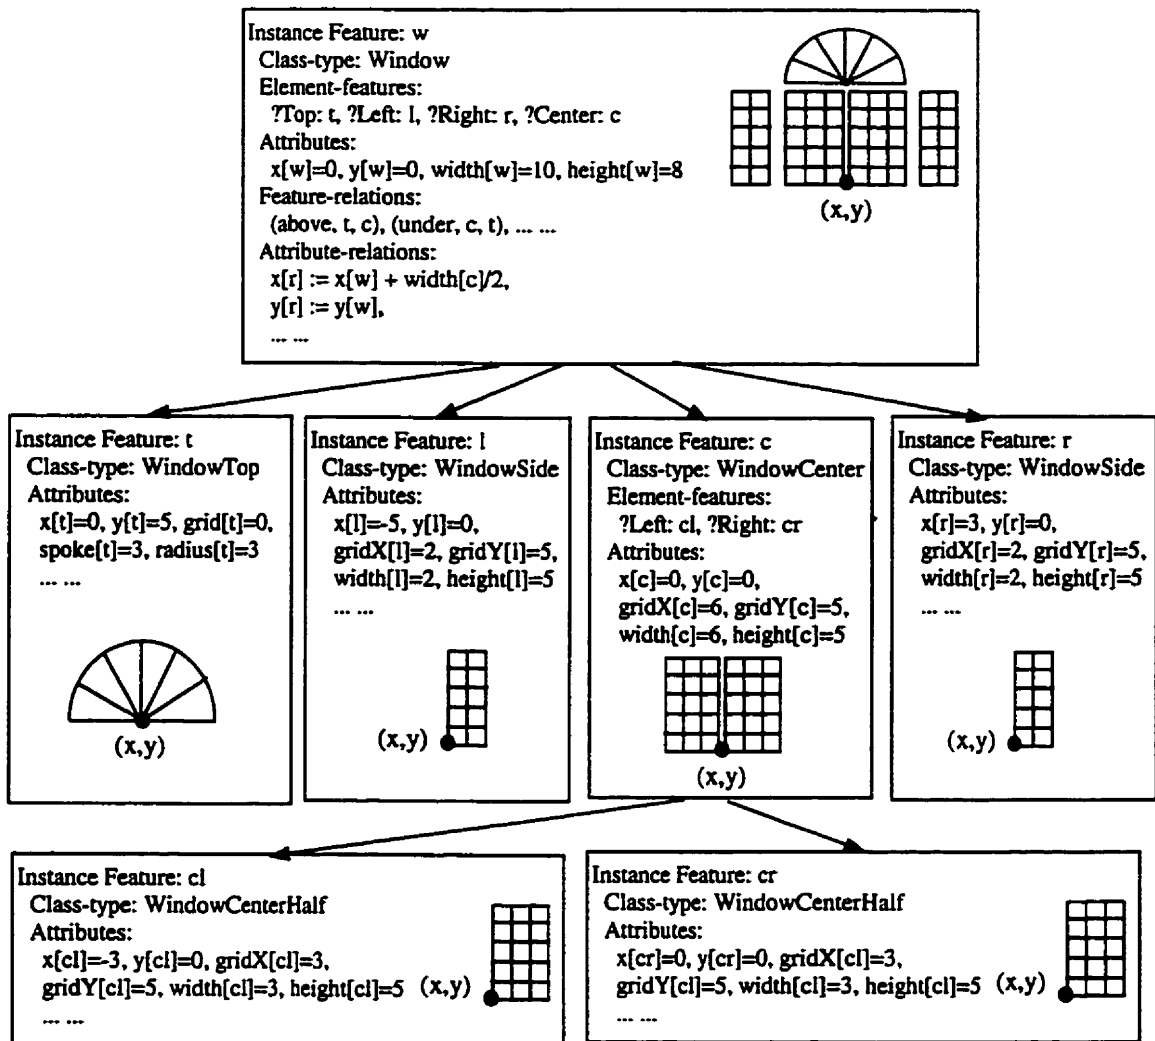 Instance Feature: w
Class-type: Window
Element-features:
?Top: t, ?Left: l, ?Right: r, ?Center: c
Attributes:
x[w]=0, y[w]=0, width[w]=10, height[w]=8
Feature-relations:
(above, t, c), (under, c, t), ... ...
Attribute-relations:
x[r] := x[w] + width[c]/2,
y[r] := y[w],
... ...
(x,y)
Instance Feature: t
Class-type: WindowTop
Attributes:
x[t]=0, y[t]=5, grid[t]=0,
spoke[t]=3, radius[t]=3
... ...
(x,y)
Instance Feature: l
Class-type: WindowSide
Attributes:
x[l]=-5, y[l]=0,
gridX[l]=2, gridY[l]=5,
width[l]=2, height[l]=5
... ...
(x,y)
Instance Feature: c
Class-type: WindowCenter
Element-features:
?Left: cl, ?Right: cr
Attributes:
x[c]=0, y[c]=0,
gridX[c]=6, gridY[c]=5,
width[c]=6, height[c]=5
(x,y)
Instance Feature: r
Class-type: WindowSide
Attributes:
x[r]=3, y[r]=0,
gridX[r]=2, gridY[r]=5,
width[r]=2, height[r]=5
... ...
(x,y)
Instance Feature: cl
Class-type: WindowCenterHalf
Attributes:
x[cl]=-3, y[cl]=0, gridX[cl]=3,
gridY[cl]=5, width[cl]=3, height[cl]=5 (x,y)
... ...
Instance Feature: cr
Class-type: WindowCenterHalf
Attributes:
x[cr]=0, y[cr]=0, gridX[cl]=3,
gridY[cl]=5, width[cl]=3, height[cl]=5 (x,y)
... ...